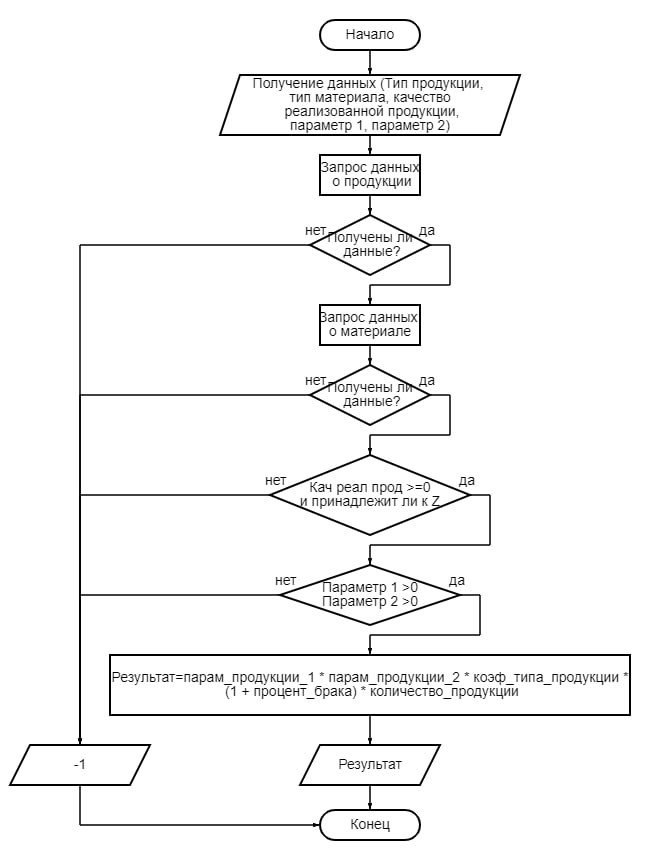 Начало
Получение данных (Тип продукции,
тип материала, качество
реализованной продукции,
параметр 1, параметр 2)
Запрос данных
о продукции
нет
да
Получены ли
данные?
Запрос данных
о материале
нет
да
Получены ли
данные?
нет
да
Кач реал прод >=0
и принадлежит ли к Z
нет
да
Параметр 1 >0
Параметр 2 >0
Результат=парам_продукции_1 * парам_продукции_2 * коэф_типа_продукции *
(1 + процент_брака) * количество_продукции
-1
Результат
Конец